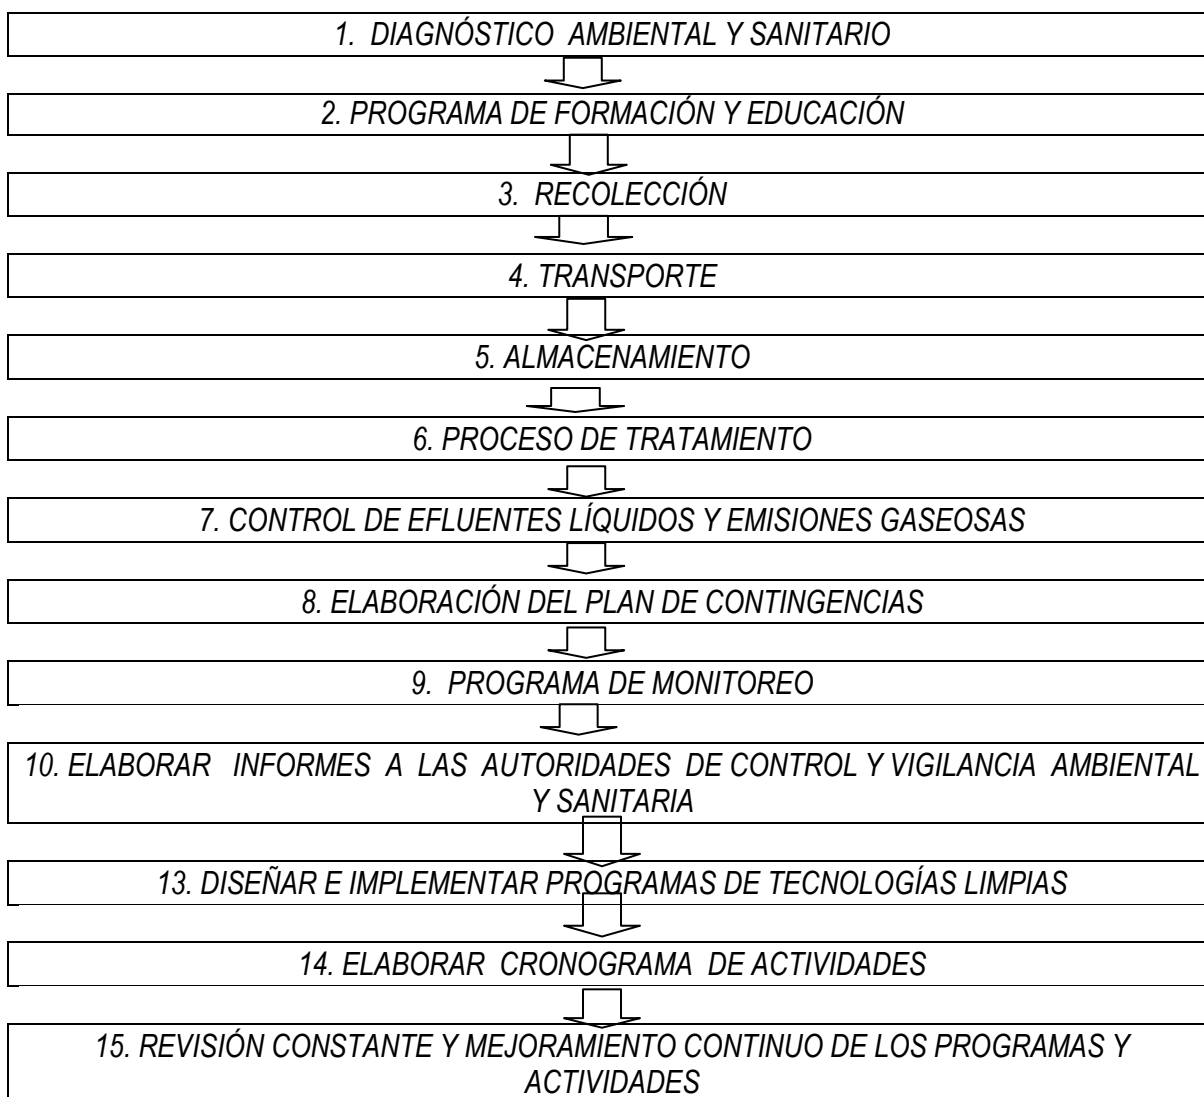 1. DIAGNÓSTICO AMBIENTAL Y SANITARIO
2. PROGRAMA DE FORMACIÓN Y EDUCACIÓN
3. RECOLECCIÓN
4. TRANSPORTE
5. ALMACENAMIENTO
6. PROCESO DE TRATAMIENTO
7. CONTROL DE EFLUENTES LÍQUIDOS Y EMISIONES GASEOSAS
8. ELABORACIÓN DEL PLAN DE CONTINGENCIAS
9. PROGRAMA DE MONITOREO
10. ELABORAR INFORMES A LAS AUTORIDADES DE CONTROL Y VIGILANCIA AMBIENTAL
Y SANITARIA
13. DISEÑAR E IMPLEMENTAR PROGRAMAS DE TECNOLOGÍAS LIMPIAS
14. ELABORAR CRONOGRAMA DE ACTIVIDADES
15. REVISIÓN CONSTANTE Y MEJORAMIENTO CONTINUO DE LOS PROGRAMAS Y
ACTIVIDADES